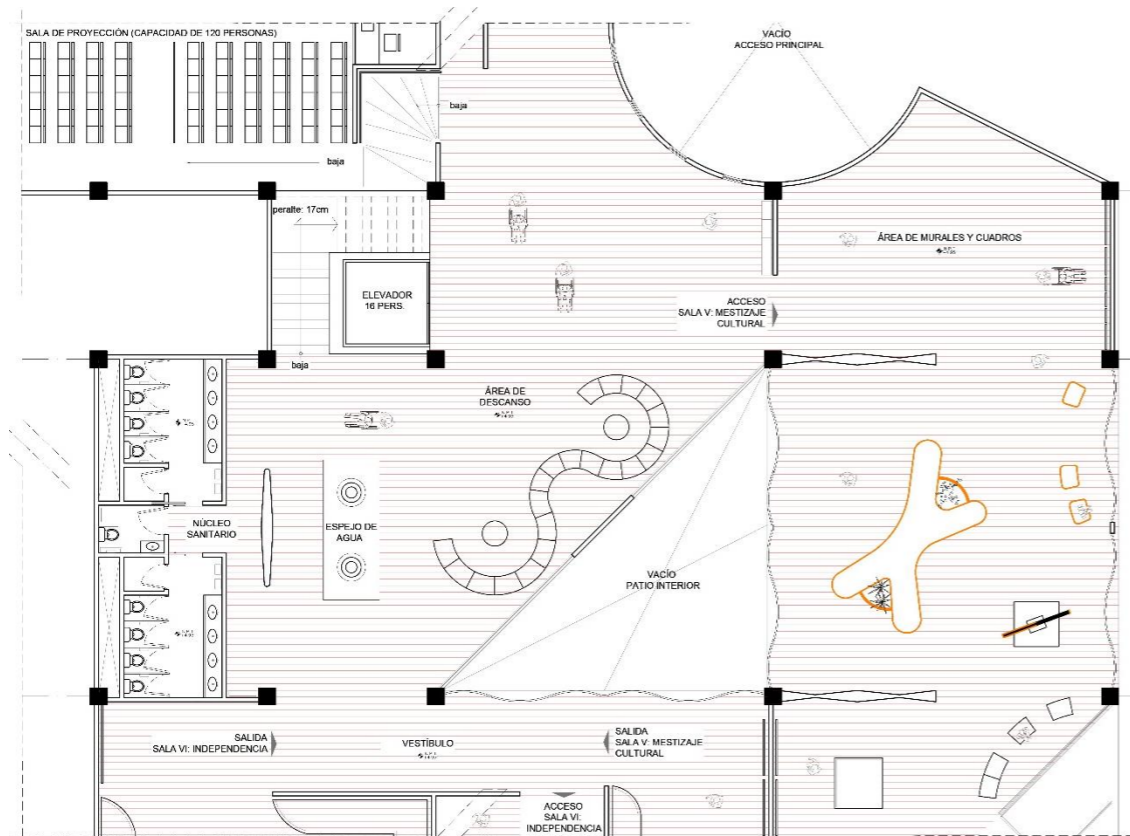 SALA DE PROYECCIÓN (CAPACIDAD DE 120 PERSONAS)
VACÍO
ACCESO PRINCIPAL
baja
baja
peralte: 17cm
ÁREA DE MURALES Y CUADROS
ELEVADOR
16 PERS.
ACCESO
SALA V: MESTIZAJE
CULTURAL
baja
ÁREA DE
DESCANSO
NÚCLEO
SANITARIO
ESPEJO DE
AGUA
VACÍO
PATIO INTERIOR
SALIDA
SALA VI: INDEPENDENCIA
VESTÍBULO
SALIDA
SALA V: MESTIZAJE
CULTURAL
ACCESO
SALA VI:
INDEPENDENCIA